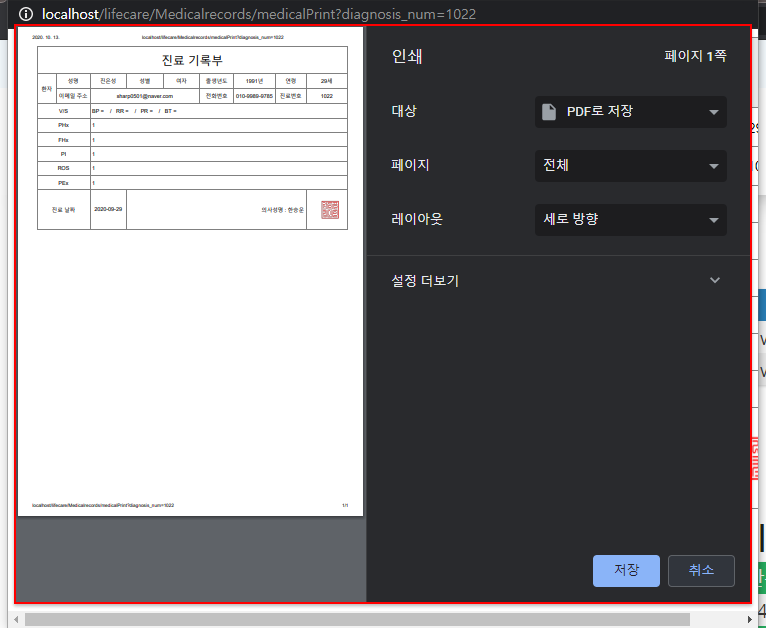 localhost/lifecare/Medicalrecords/medicalPrint?diagnosis_num=1022
2020. 10. 13. localhost/lifecare/Medicalrecords/medicalPrint?diagnosis_num=1022
진료 기록부
환자 성명 진은성 성별 여자 출생년도 1991년 연령 29세
이메일 주소 sharp0501@naver.com 전화번호 010-9989-9785 진료번호 1022
V/S BP = / RR = / PR = / BT =
PHx 1
FHx 1
PI 1
ROS 1
PEx 1
진료 날짜 2020-09-29 의사성명 : 한승윤
localhost/lifecare/Medicalrecords/medicalPrint?diagnosis_num=1022 1/1
인쇄 페이지 1쪽
대상 PDF로 저장
페이지 전체
레이아웃 세로 방향
설정 더보기
저장 취소